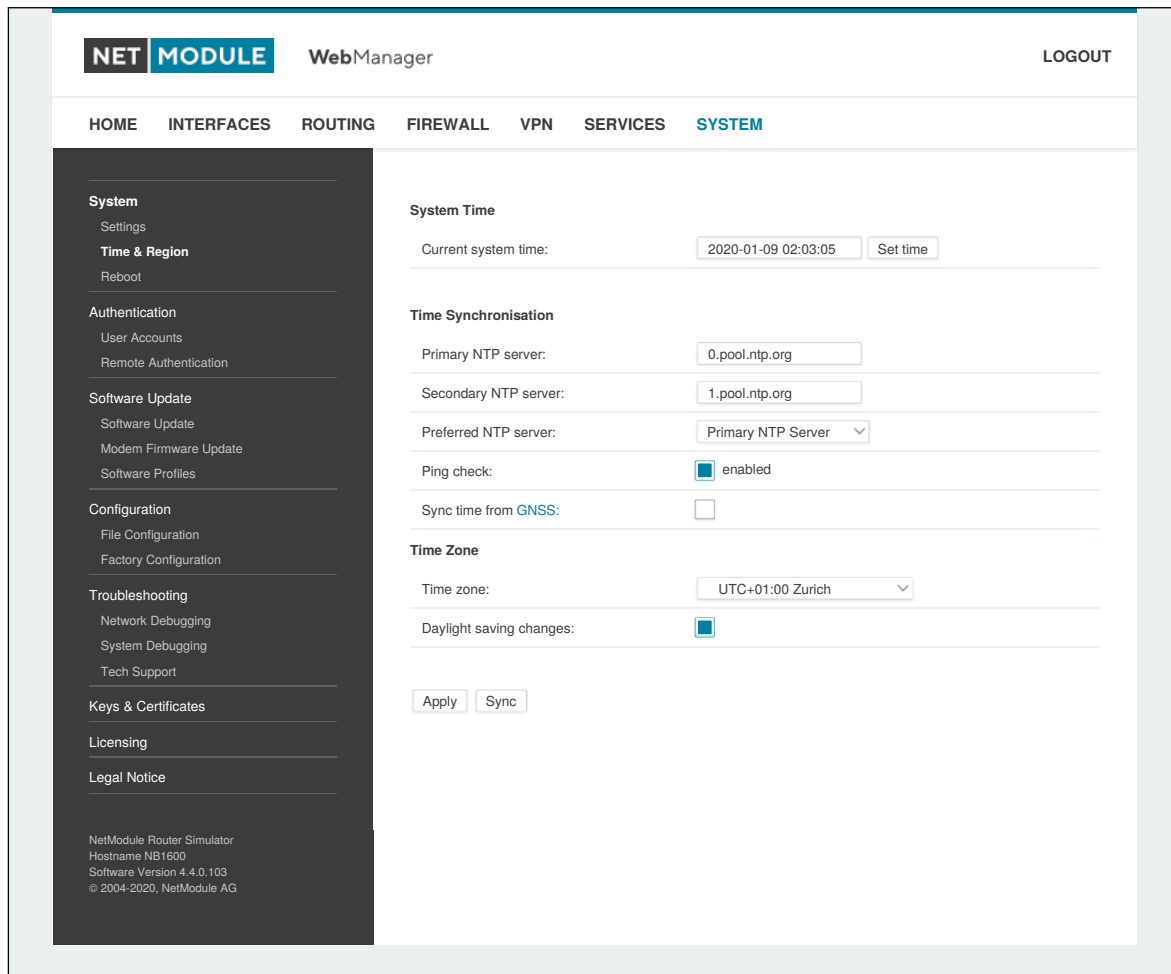 NET MODULE WebManager LOGOUT
HOME INTERFACES ROUTING FIREWALL VPN SERVICES SYSTEM
System
Settings
Time & Region
Reboot
Authentication
User Accounts
Remote Authentication
Software Update
Software Update
Modem Firmware Update
Software Profiles
Configuration
File Configuration
Factory Configuration
Troubleshooting
Network Debugging
System Debugging
Tech Support
Keys & Certificates
Licensing
Legal Notice
NetModule Router Simulator
Hostname NB1600
Software Version 4.4.0.103
© 2004-2020, NetModule AG
System Time
Current system time: 2020-01-09 02:03:05 Set time
Time Synchronisation
Primary NTP server: 0.pool.ntp.org
Secondary NTP server: 1.pool.ntp.org
Preferred NTP server: Primary NTP Server
Ping check: enabled
Sync time from GNSS:
Time Zone
Time zone: UTC+01:00 Zurich
Daylight saving changes:
Apply Sync